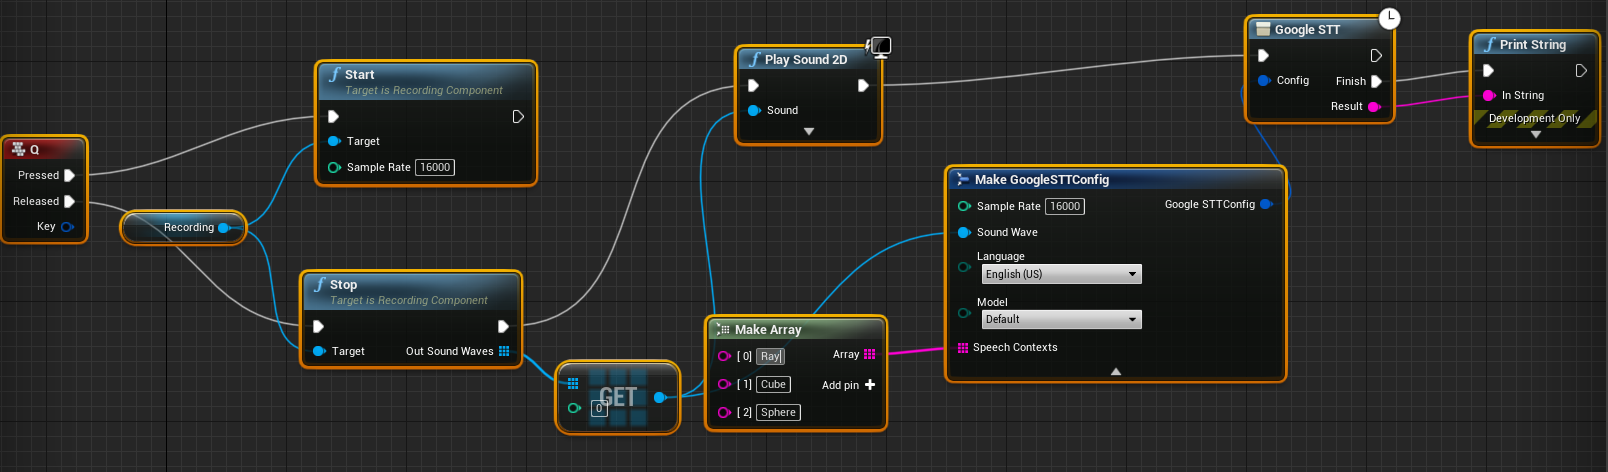 Q
Pressed
Released
Key
Recording
Start
Target is Recording Component
Target
Sample Rate 16000
Stop
Target is Recording Component
Target Out Sound Waves
GET
0
Play Sound 2D
Sound
Make Array
[ 0] Ray Array
[ 1] Cube Add pin
[ 2] Sphere
Make GoogleSTTConfig
Sample Rate 16000 Google STTConfig
Sound Wave
Language
English (US)
Model
Default
Speech Contexts
Google STT
Config Finish
Result
Print String
In String
Development Only